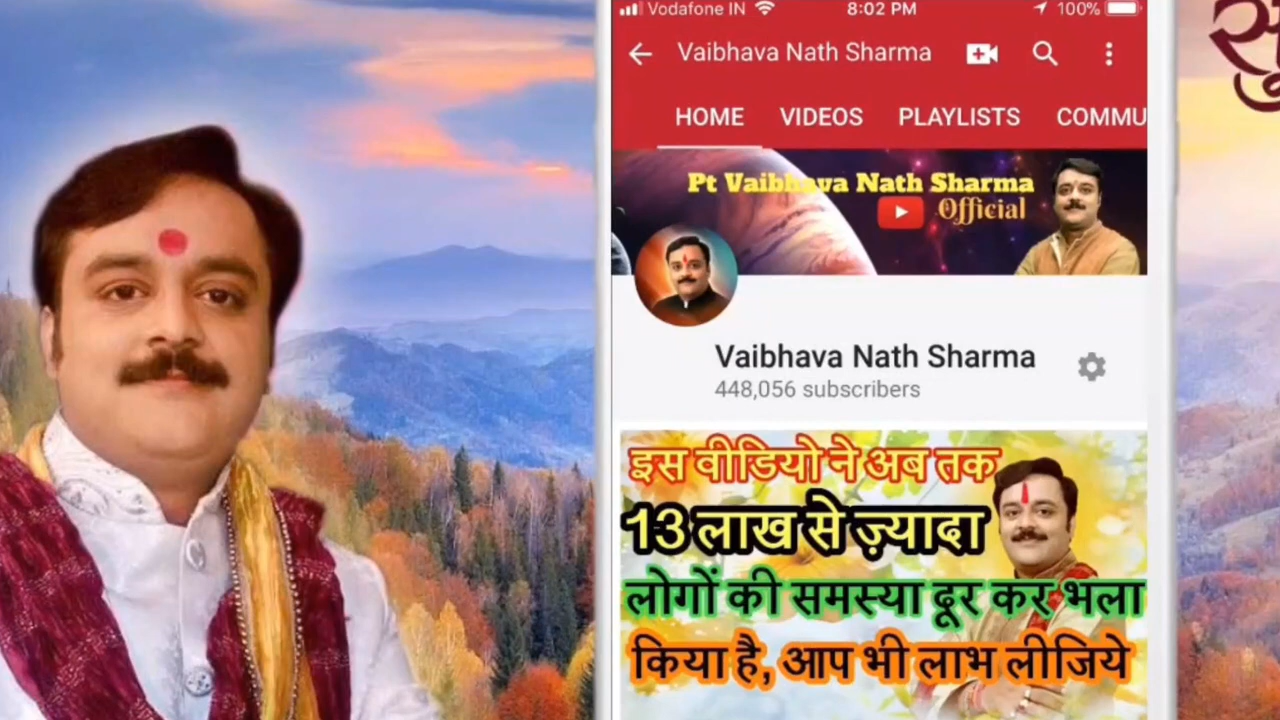 Vodafone IN
8:02 PM
100%
Vaibhava Nath Sharma
HOME VIDEOS PLAYLISTS COMMU
Pt Vaibhava Nath Sharma
Official
Vaibhava Nath Sharma
448,056 subscribers
इस वीडियो ने अब तक
13 लाख से ज़्यादा
लोगों की समस्या दूर कर भला
किया है, आप भी लाभ लीजिये